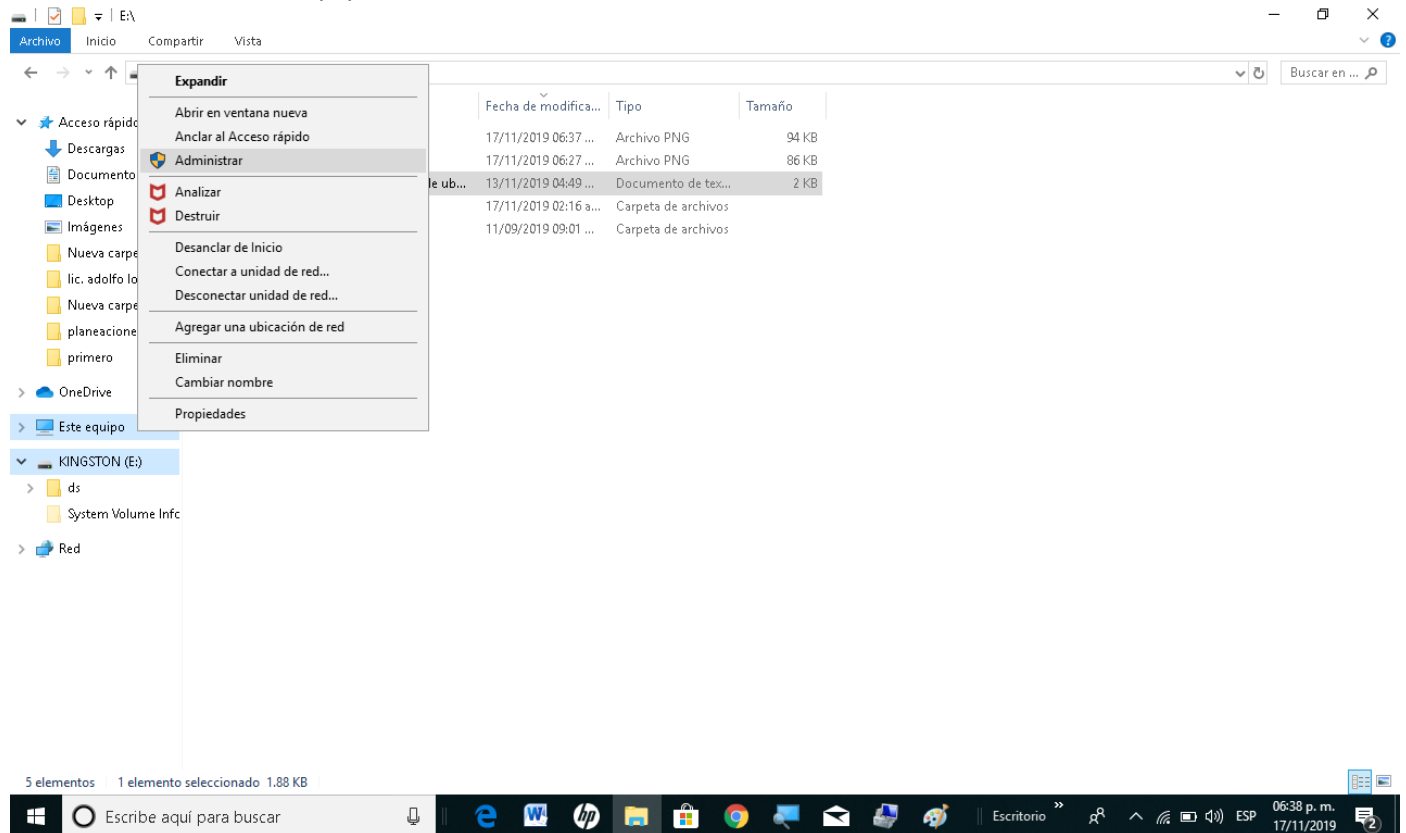 E:\
Archivo Inicio Compartir Vista
Buscar en ...
Expandir
Abrir en ventana nueva
Anclar al Acceso rápido
Administrar
Analizar
Destruir
Desanclar de Inicio
Conectar a unidad de red...
Desconectar unidad de red...
Agregar una ubicación de red
Eliminar
Cambiar nombre
Propiedades
Acceso rápido
Descargas
Documento
Desktop
Imágenes
Nueva carpe
lic. adolfo lo
Nueva carpe
planeacione
primero
OneDrive
Este equipo
KINGSTON (E:)
ds
System Volume Info
Red
Fecha de modifica... Tipo Tamaño
17/11/2019 06:37 ... Archivo PNG 94 KB
17/11/2019 06:27 ... Archivo PNG 86 KB
le ub... 13/11/2019 04:49 ... Documento de tex... 2 KB
17/11/2019 02:16 a... Carpeta de archivos
11/09/2019 09:01 ... Carpeta de archivos
5 elementos 1 elemento seleccionado 1.88 KB
Escribe aquí para buscar
Escritorio
ESP
06:38 p. m.
17/11/2019
2